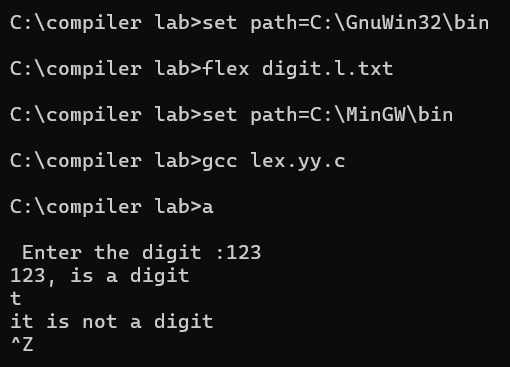 C:\compiler lab>set path=C:\GnuWin32\bin
C:\compiler lab>flex digit.l.txt
C:\compiler lab>set path=C:\MinGW\bin
C:\compiler lab>gcc lex.yy.c
C:\compiler lab>a
Enter the digit :123
123, is a digit
t
it is not a digit
^Z